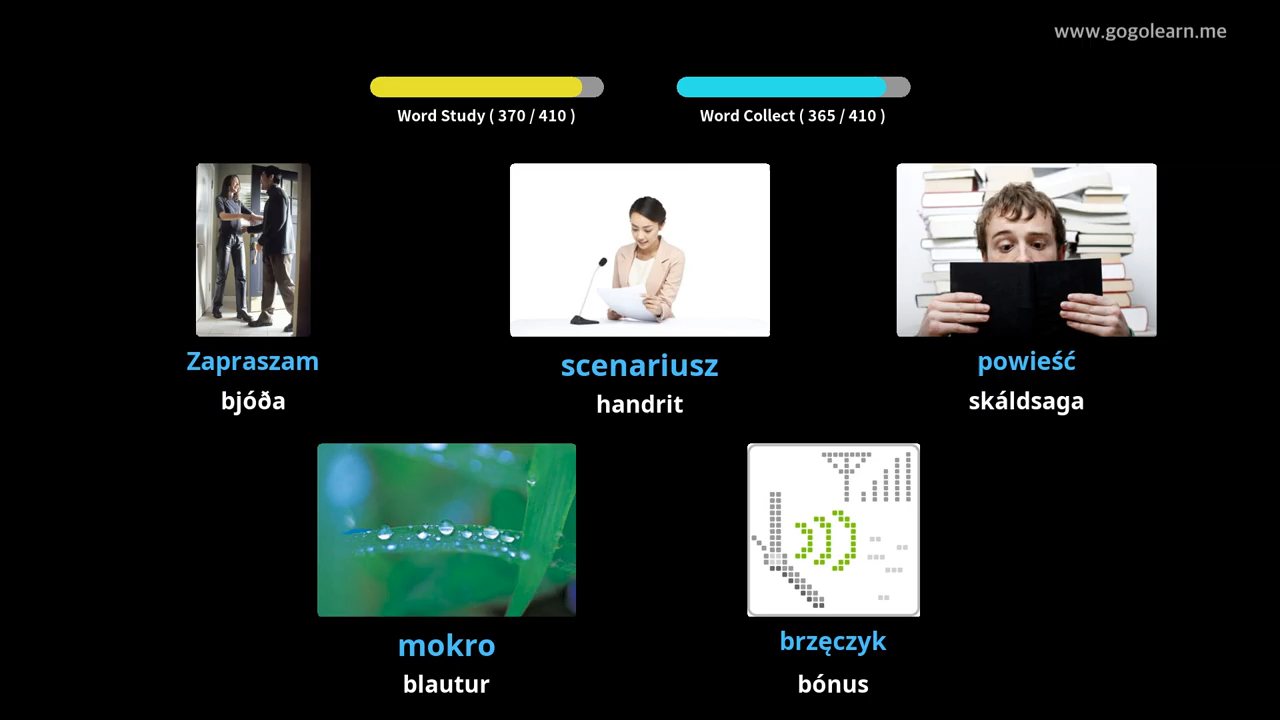 www.gogolearn.me
Word Study ( 370 / 410 )
Word Collect ( 365 / 410 )
Zapraszam
bjóða
scenariusz
handrit
powieść
skáldsaga
mokro
blautur
brzęczyk
bónus